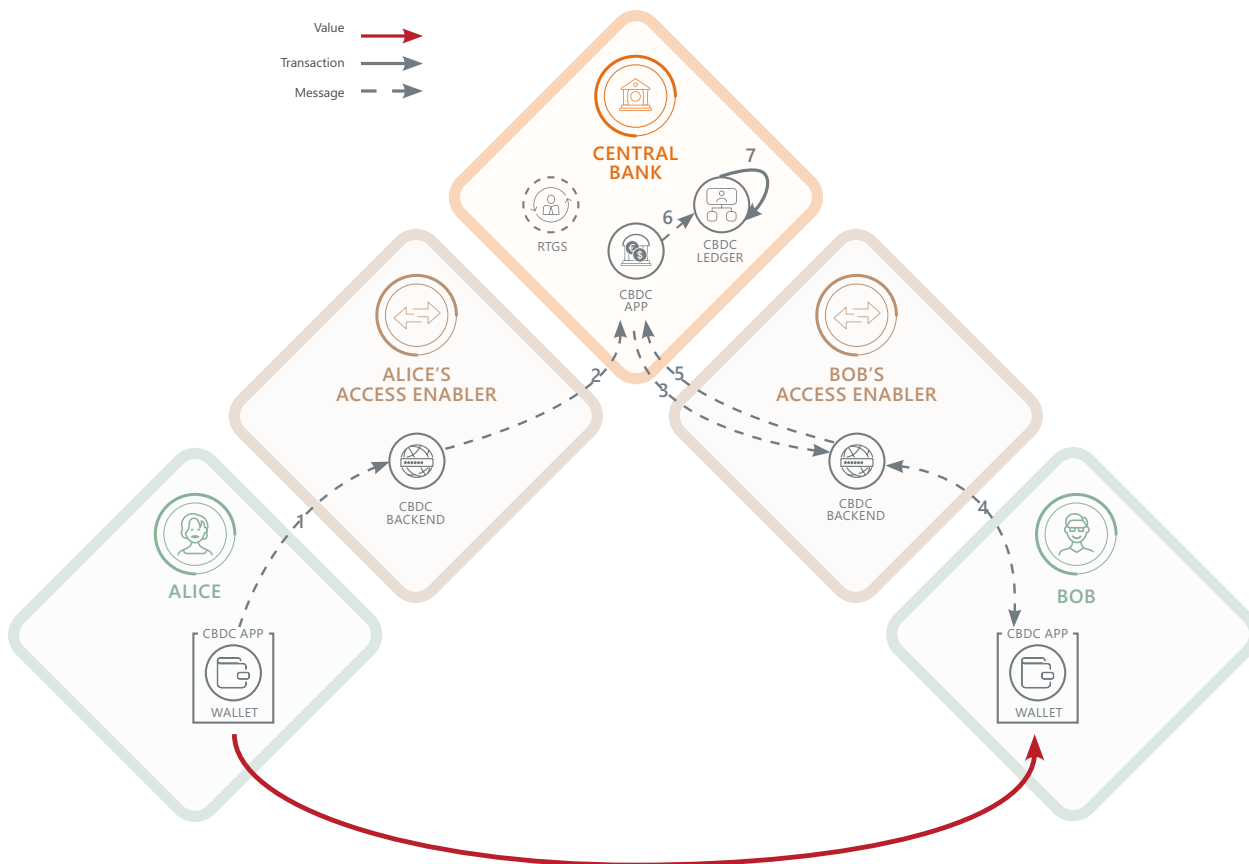 Value
Transaction
Message
CENTRAL
BANK
7
6
RTGS
CBDC
LEDGER
CBDC
APP
ALICE'S
ACCESS ENABLER
2
3
5
BOB'S
ACCESS ENABLER
CBDC
BACKEND
CBDC
BACKEND
1
4
ALICE
BOB
CBDC APP
WALLET
CBDC APP
WALLET